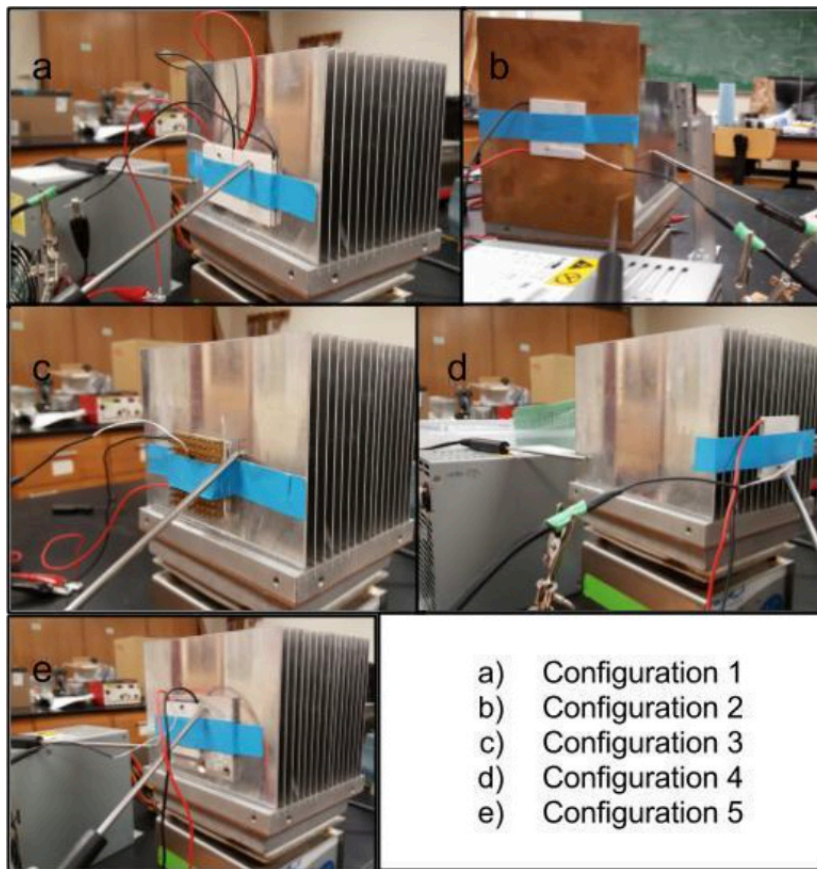 a
b
c
d
e
a) Configuration 1
b) Configuration 2
c) Configuration 3
d) Configuration 4
e) Configuration 5